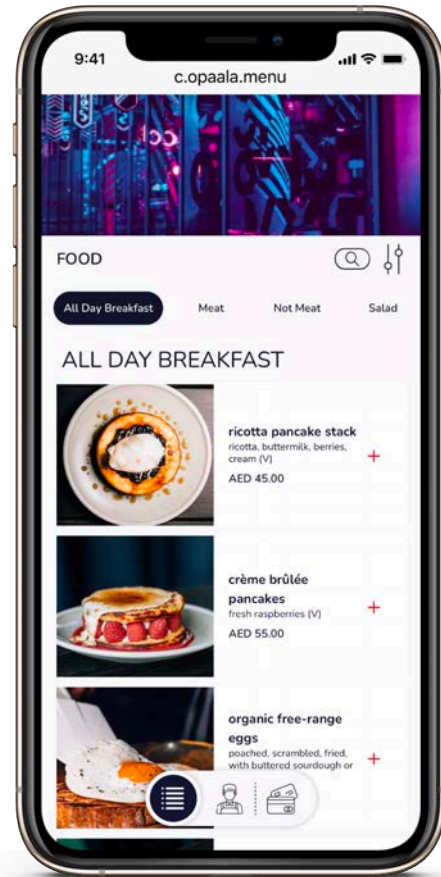 9:41
c.opaala.menu
FOOD
All Day Breakfast Meat Not Meat Salad
ALL DAY BREAKFAST
ricotta pancake stack
ricotta, buttermilk, berries,
cream (V)
AED 45.00
+
crème brûlée
pancakes
fresh raspberries (V)
AED 55.00
+
organic free-range
eggs
poached, scrambled, fried,
with buttered sourdough or
+